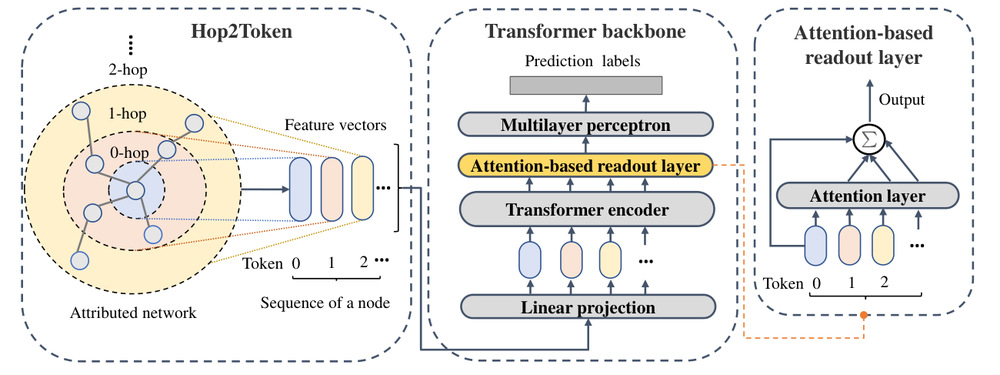 Hop2Token
2-hop
1-hop
0-hop
Feature vectors
Token 0 1 2
Sequence of a node
Attributed network
Transformer backbone
Prediction labels
Multilayer perceptron
Attention-based readout layer
Transformer encoder
Linear projection
Attention-based
readout layer
Output
Σ
Attention layer
Token 0 1 2